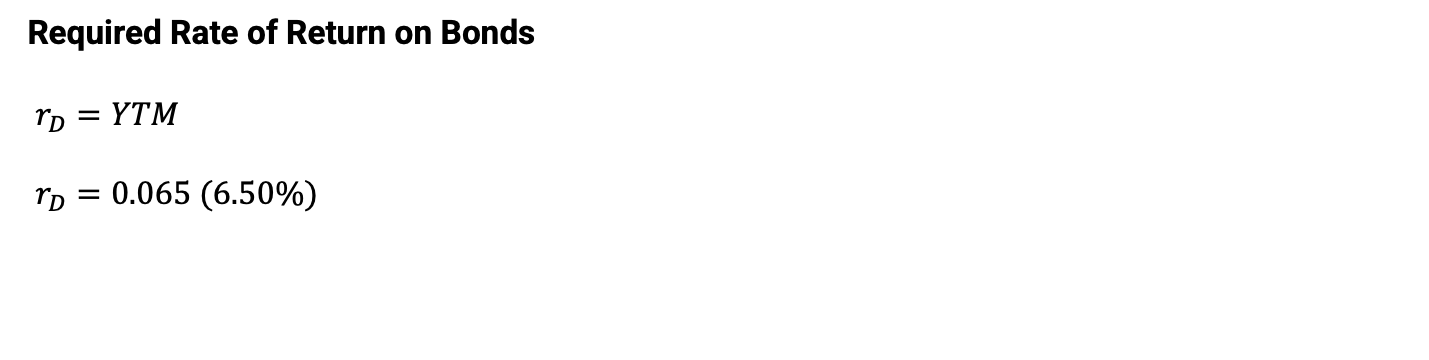 Required Rate of Return on Bonds
r_D = YTM
r_D = 0.065 (6.50%)